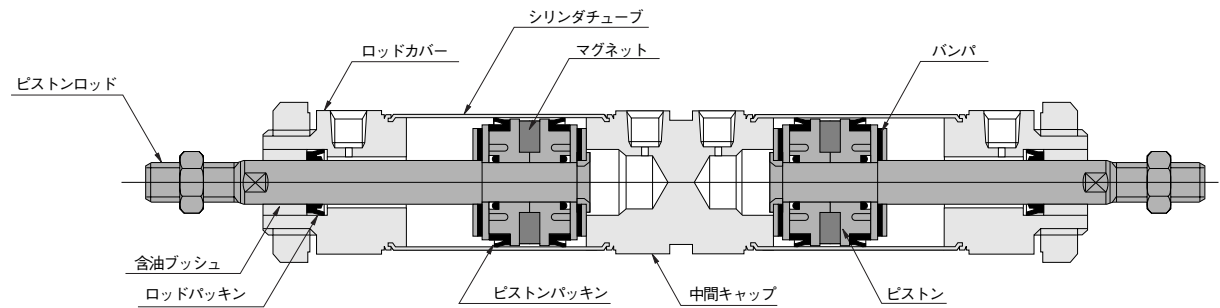 シリンダチューブ
ロッドカバー
マグネット
バンパ
ピストンロッド
含油ブッシュ
ロッドパッキン
ピストンパッキン
中間キャップ
ピストン